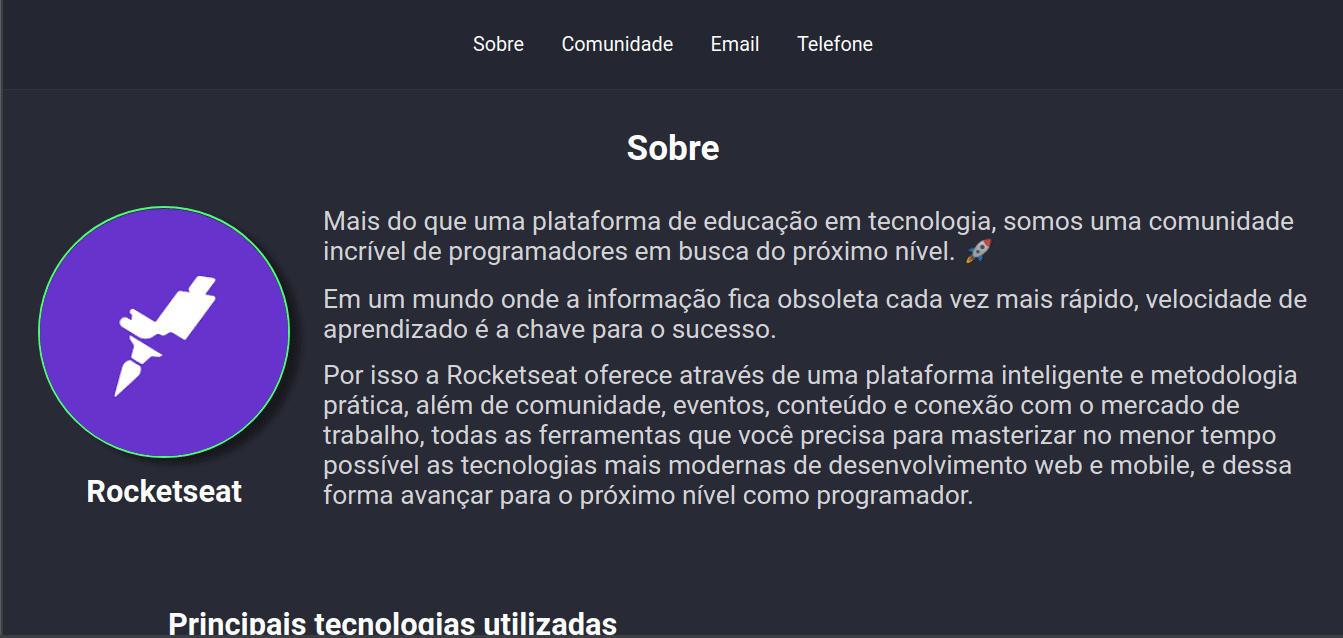 Sobre Comunidade Email Telefone
Sobre
Mais do que uma plataforma de educação em tecnologia, somos uma comunidade
incrível de programadores em busca do próximo nível. 🚀
Em um mundo onde a informação fica obsoleta cada vez mais rápido, velocidade de
aprendizado é a chave para o sucesso.
Por isso a Rocketseat oferece através de uma plataforma inteligente e metodologia
prática, além de comunidade, eventos, conteúdo e conexão com o mercado de
trabalho, todas as ferramentas que você precisa para masterizar no menor tempo
possível as tecnologias mais modernas de desenvolvimento web e mobile, e dessa
forma avançar para o próximo nível como programador.
Rocketseat
Principais tecnologias utilizadas